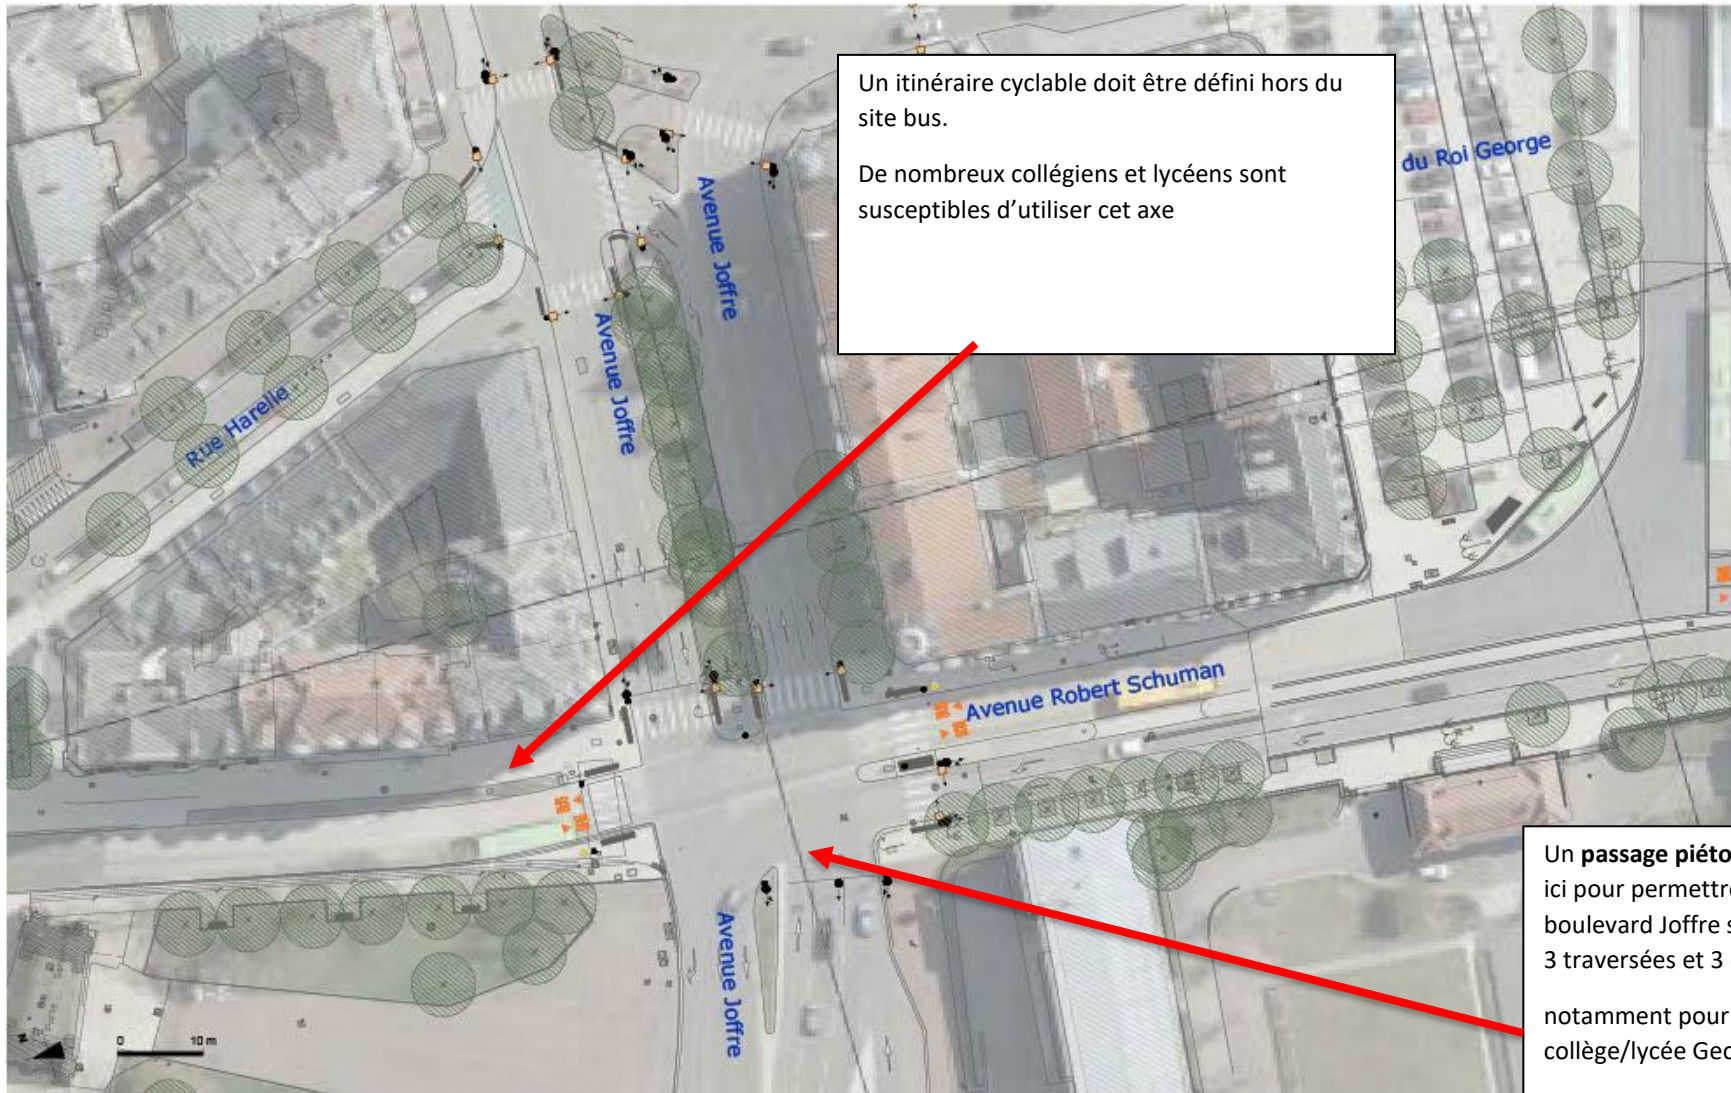 Un itinéraire cyclable doit être défini hors du
site bus.
De nombreux collégiens et lycéens sont
susceptibles d'utiliser cet axe
du Roi George
Avenue Joffre
Avenue Joffre
Rue Harelle
Avenue Robert Schuman
Avenue Joffre
Un passage piéto
ici pour permettre
boulevard Joffre s
3 traversées et 3
notamment pour
collège/lycée Geo
0 10 m